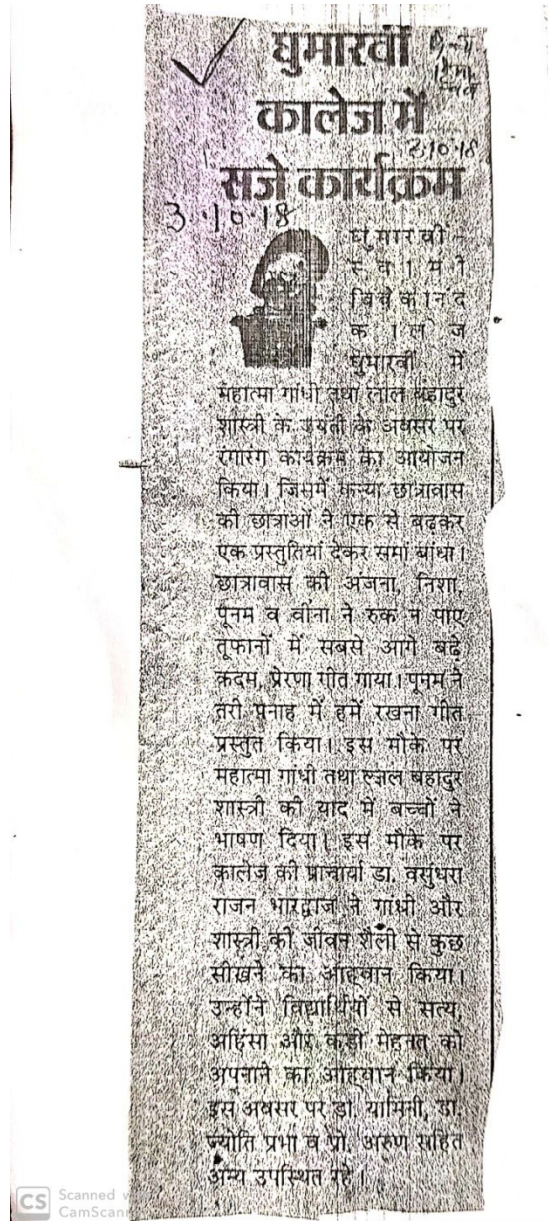 घुमारवीं
कालेज में
2.10.18
सजे कार्यक्रम
3.10.18
घुमारवीं -
स्वामी
विवेकानंद
कालेज
घुमारवीं में
महात्मा गांधी तथा लाल बहादुर
शास्त्री के जयंती के अवसर पर
रंगारंग कार्यक्रम का आयोजन
किया। जिसमें कन्या छात्रावास
की छात्राओं ने एक से बढ़कर
एक प्रस्तुतियां देकर समां बांधा।
छात्रावास की अंजना, निशा,
पूनम व वीना ने रुक न पाए
तूफानों में सबसे आगे बढ़े
कदम, प्रेरणा गीत गाया। पूनम ने
तेरी पनाह में हमें रखना गीत
प्रस्तुत किया। इस मौके पर
महात्मा गांधी तथा लाल बहादुर
शास्त्री की याद में बच्चों ने
भाषण दिया। इस मौके पर
कालेज की प्राचार्या डा. वसुंधरा
राजन भारद्वाज ने गांधी और
शास्त्री की जीवन शैली से कुछ
सीखने का आह्वान किया।
उन्होंने विद्यार्थियों से सत्य,
अहिंसा और कड़ी मेहनत को
अपनाने का आह्वान किया।
इस अवसर पर डा. यामिनी, डा.
ज्योति प्रभा व प्रो. अरुण सहित
अन्य उपस्थित रहे।
CS Scanned
CamScan